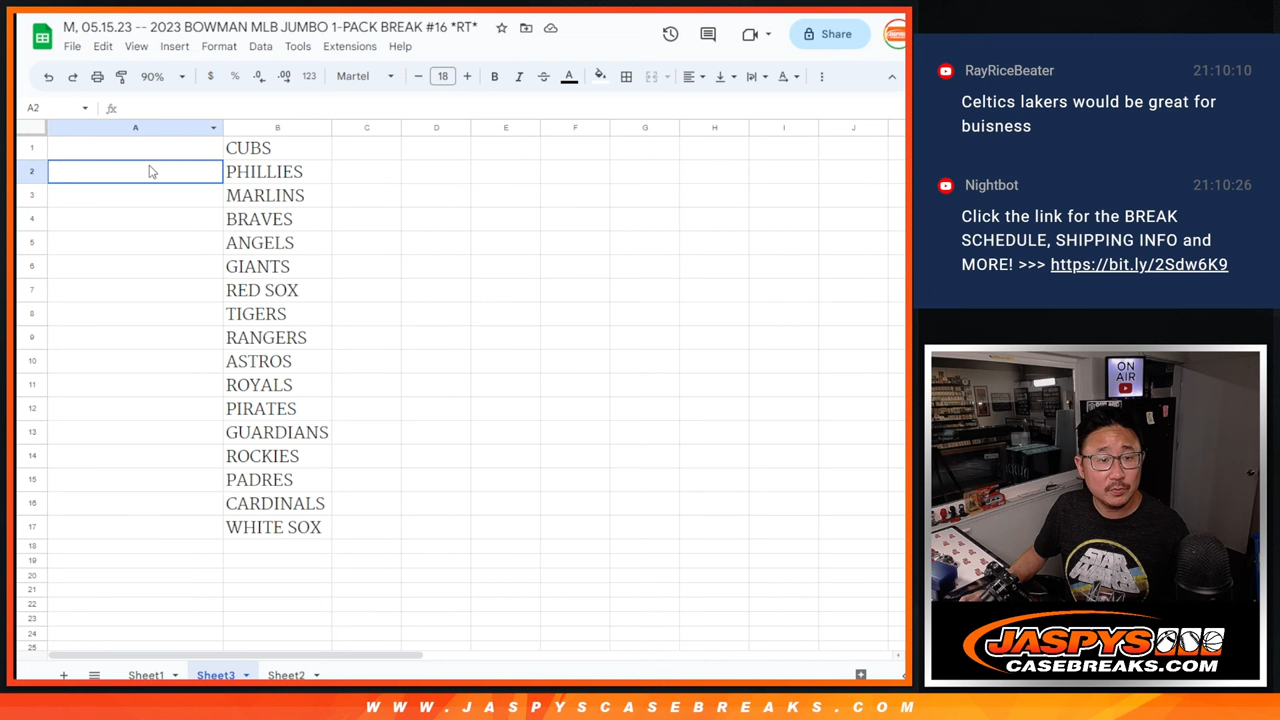 M, 05.15.23 -- 2023 BOWMAN MLB JUMBO 1-PACK BREAK #16 *RT*
File Edit View Insert Format Data Tools Extensions Help
Share
90% $ % .0 .00 123 Martel − 18 + B I A
A2 fx
A B C D E F G H I J
1 CUBS
2 PHILLIES
3 MARLINS
4 BRAVES
5 ANGELS
6 GIANTS
7 RED SOX
8 TIGERS
9 RANGERS
10 ASTROS
11 ROYALS
12 PIRATES
13 GUARDIANS
14 ROCKIES
15 PADRES
16 CARDINALS
17 WHITE SOX
18
19
20
21
22
23
24
25
+ Sheet1 Sheet3 Sheet2
RayRiceBeater 21:10:10
Celtics lakers would be great for
buisness
Nightbot 21:10:26
Click the link for the BREAK
SCHEDULE, SHIPPING INFO and
MORE! >>> https://bit.ly/2Sdw6K9
ON
AIR
STAR
WARS
JASPYS
CASEBREAKS.COM
WWW.JASPYSCASEBREAKS.COM